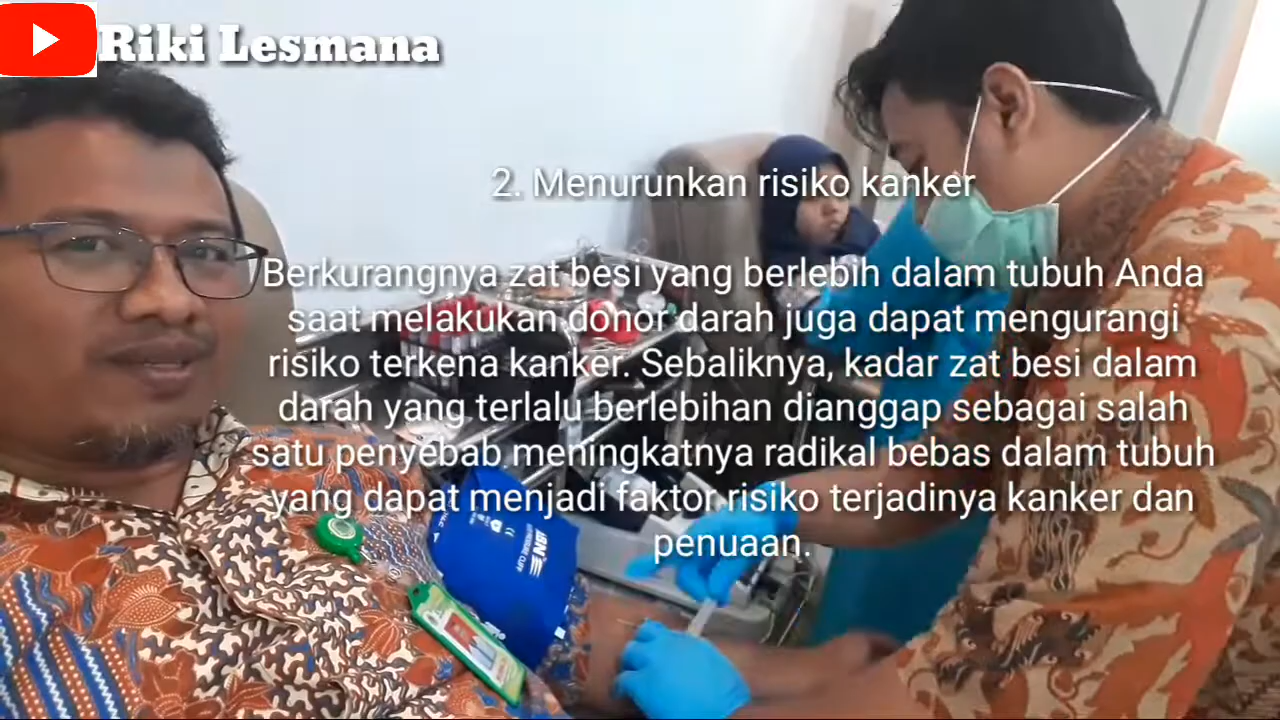 Riki Lesmana
2. Menurunkan risiko kanker
Berkurangnya zat besi yang berlebih dalam tubuh Anda
saat melakukan donor darah juga dapat mengurangi
risiko terkena kanker. Sebaliknya, kadar zat besi dalam
darah yang terlalu berlebihan dianggap sebagai salah
satu penyebab meningkatnya radikal bebas dalam tubuh
yang dapat menjadi faktor risiko terjadinya kanker dan
penuaan.
ABN